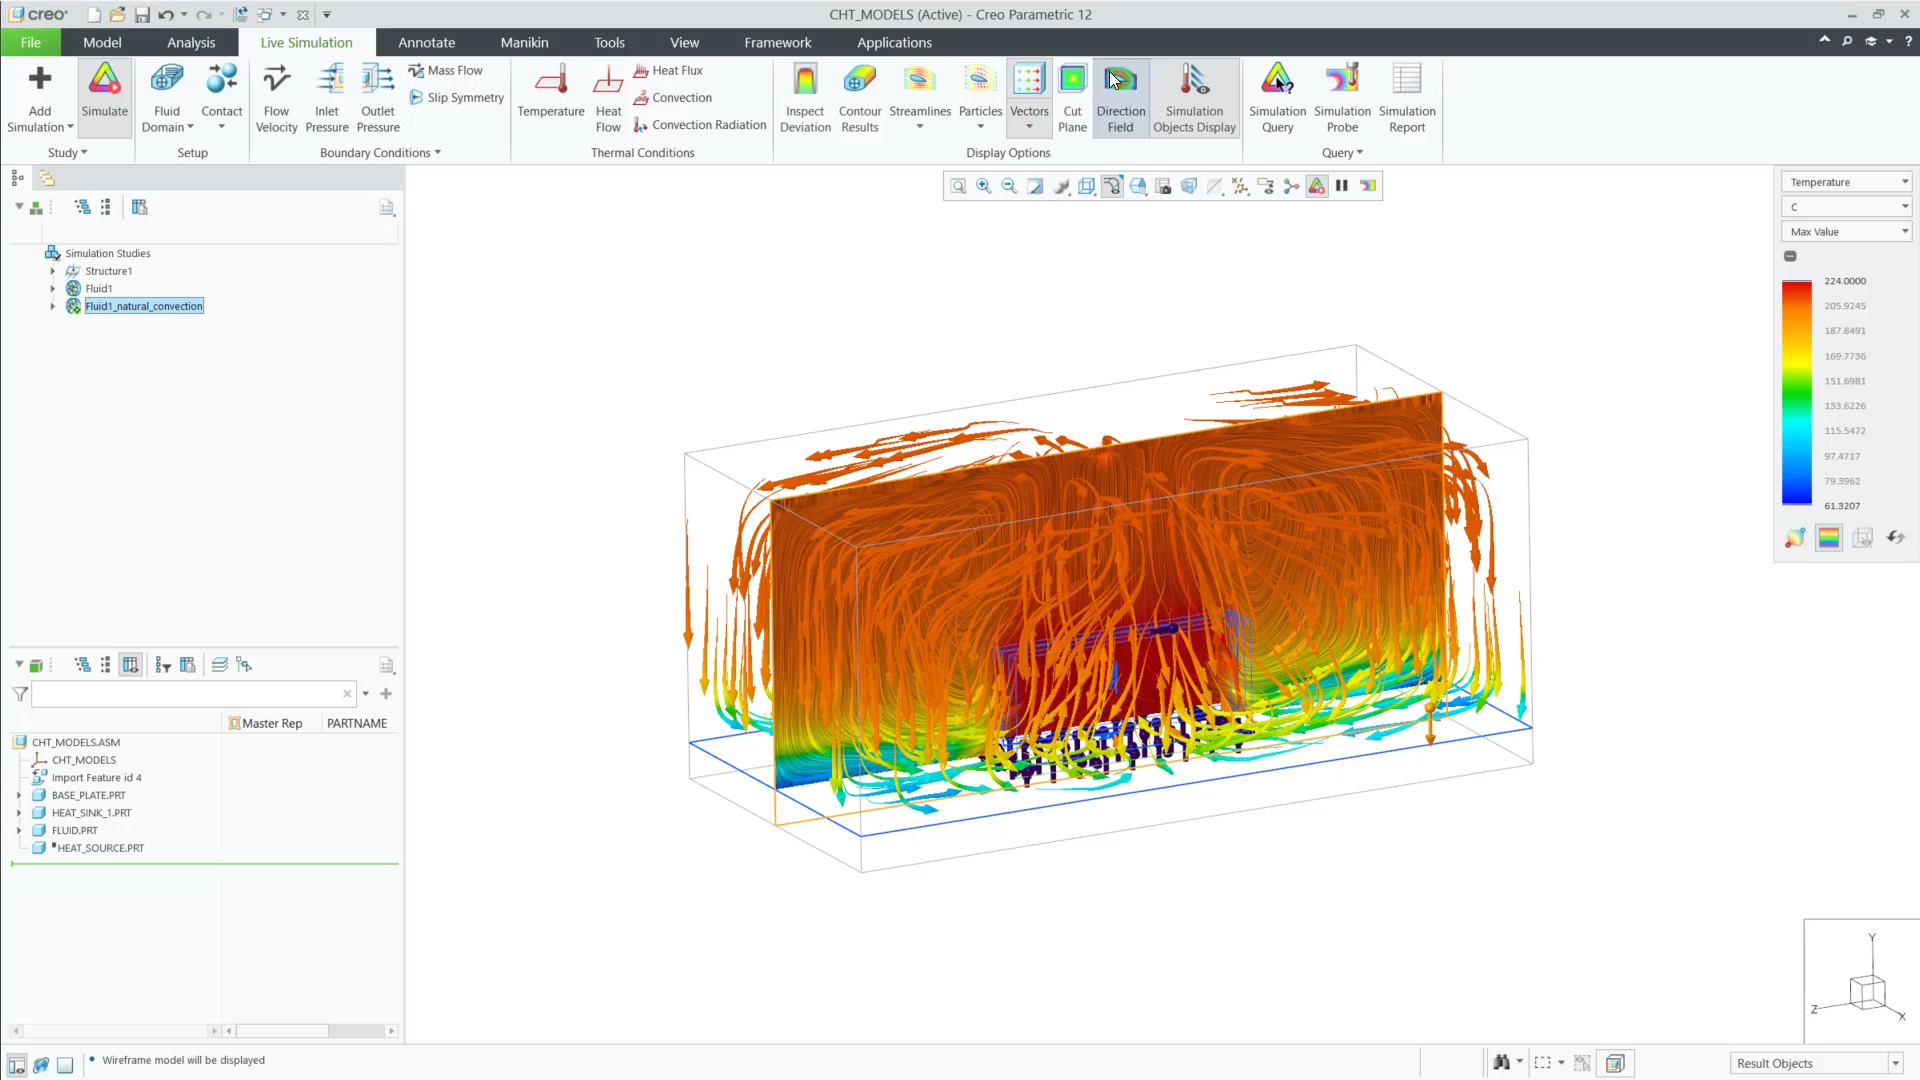 creo
CHT_MODELS (Active) - Creo Parametric 12
File Model Analysis Live Simulation Annotate Manikin Tools View Framework Applications
Add Simulation
Simulate
Study
Fluid Domain
Contact
Setup
Flow Velocity
Inlet Pressure
Outlet Pressure
Mass Flow
Slip Symmetry
Boundary Conditions
Temperature
Heat Flow
Heat Flux
Convection
Convection Radiation
Thermal Conditions
Inspect Deviation
Contour Results
Streamlines
Particles
Vectors
Cut Plane
Direction Field
Simulation Objects Display
Display Options
Simulation Query
Simulation Probe
Simulation Report
Query
Simulation Studies
Structure1
Fluid1
Fluid1_natural_convection
Master Rep PARTNAME
CHT_MODELS.ASM
CHT_MODELS
Import Feature id 4
BASE_PLATE.PRT
HEAT_SINK_1.PRT
FLUID.PRT
HEAT_SOURCE.PRT
Temperature
C
Max Value
224.0000
205.9245
187.8491
169.7736
151.6981
133.6226
115.5472
97.4717
79.3962
61.3207
Y
Z
X
Wireframe model will be displayed
Result Objects